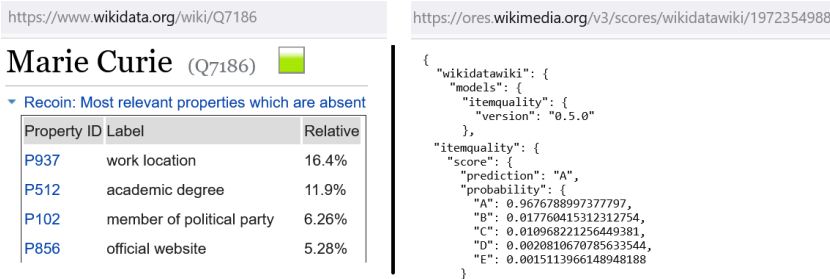 https://www.wikidata.org/wiki/Q7186
Marie Curie (Q7186)
Recoin: Most relevant properties which are absent
Property ID Label Relative
P937 work location 16.4%
P512 academic degree 11.9%
P102 member of political party 6.26%
P856 official website 5.28%
https://ores.wikimedia.org/v3/scores/wikidatawiki/1972354988
{
"wikidatawiki": {
"models": {
"itemquality": {
"version": "0.5.0"
},
"itemquality": {
"score": {
"prediction": "A",
"probability": {
"A": 0.9676788997377797,
"B": 0.017760415312312754,
"C": 0.010968221256449381,
"D": 0.0020810670785633544,
"E": 0.0015113966148948188
}